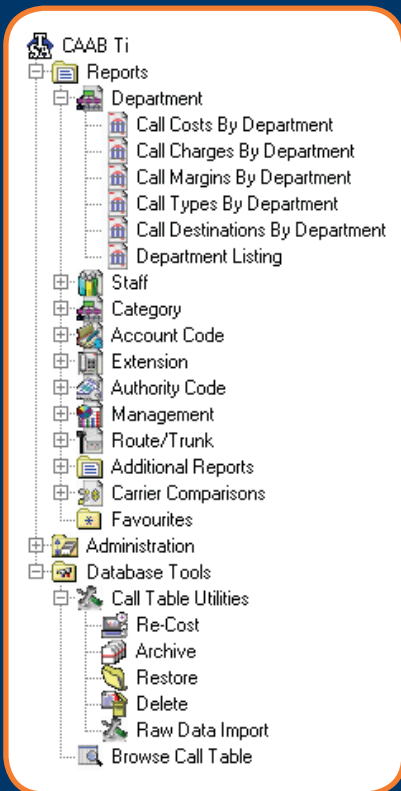 CAAB Ti
Reports
Department
Call Costs By Department
Call Charges By Department
Call Margins By Department
Call Types By Department
Call Destinations By Department
Department Listing
Staff
Category
Account Code
Extension
Authority Code
Management
Route/Trunk
Additional Reports
Carrier Comparisons
Favourites
Administration
Database Tools
Call Table Utilities
Re-Cost
Archive
Restore
Delete
Raw Data Import
Browse Call Table